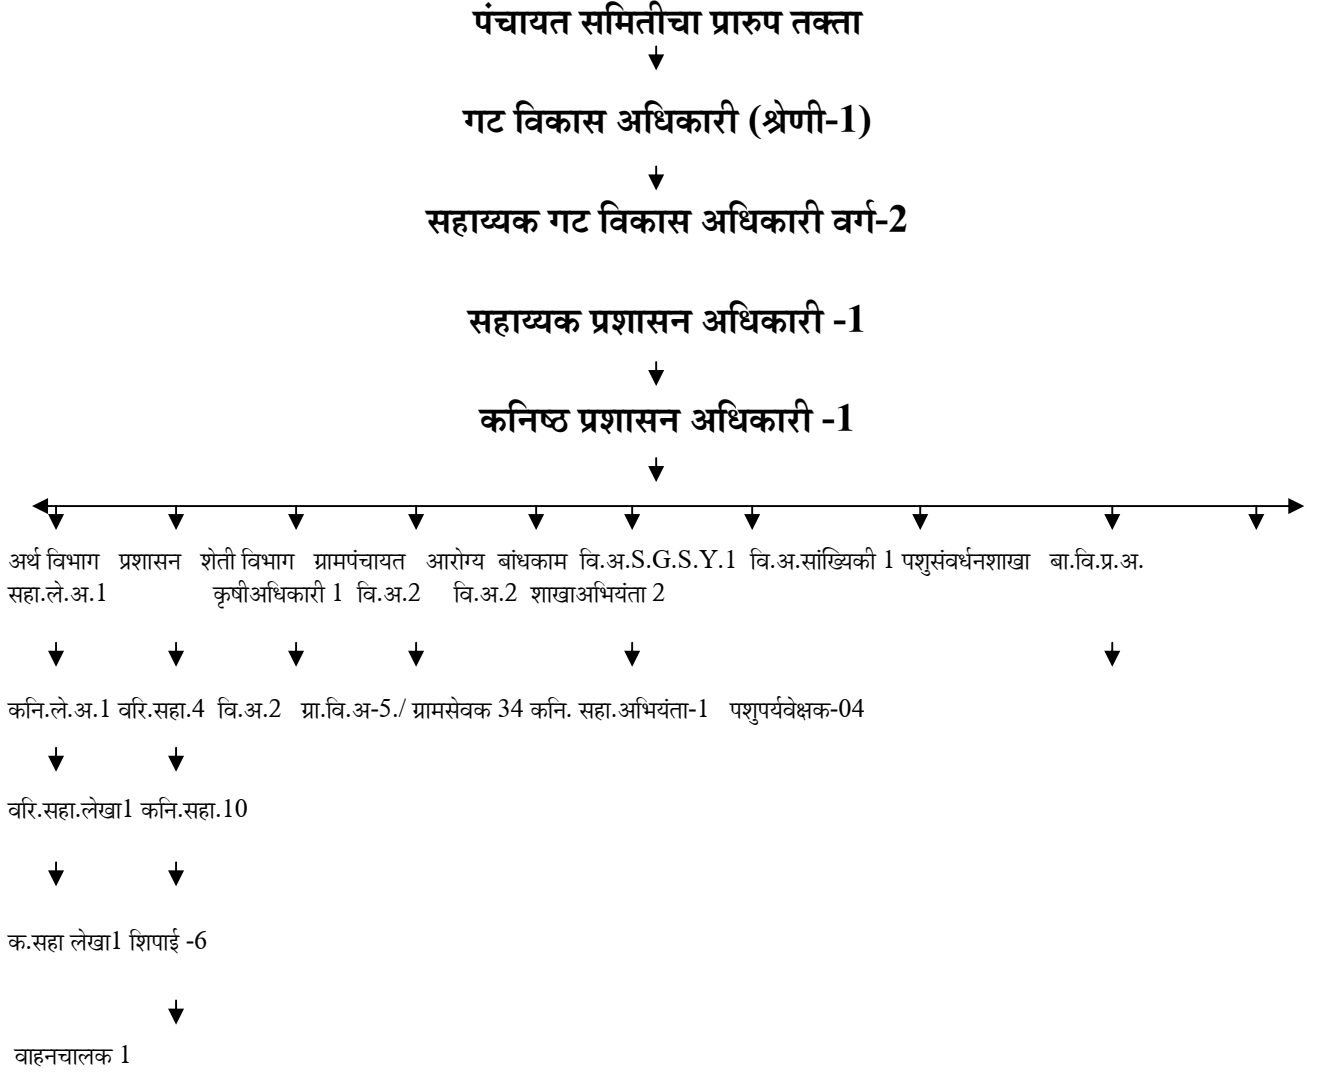 पंचायत समितीचा प्रारुप तक्ता
गट विकास अधिकारी (श्रेणी-1)
सहाय्यक गट विकास अधिकारी वर्ग-2
सहाय्यक प्रशासन अधिकारी -1
कनिष्ठ प्रशासन अधिकारी -1
अर्थ विभाग प्रशासन शेती विभाग ग्रामपंचायत आरोग्य बांधकाम वि.अ.S.G.S.Y.1 वि.अ.सांख्यिकी 1 पशुसंवर्धनशाखा बा.वि.प्र.अ.
सहा.ले.अ.1 कृषीअधिकारी 1 वि.अ.2 वि.अ.2 शाखाअभियंता 2
कनि.ले.अ.1 वरि.सहा.4 वि.अ.2 ग्रा.वि.अ-5./ ग्रामसेवक 34 कनि. सहा.अभियंता-1 पशुपर्यवेक्षक-04
वरि.सहा.लेखा1 कनि.सहा.10
क.सहा लेखा1 शिपाई -6
वाहनचालक 1